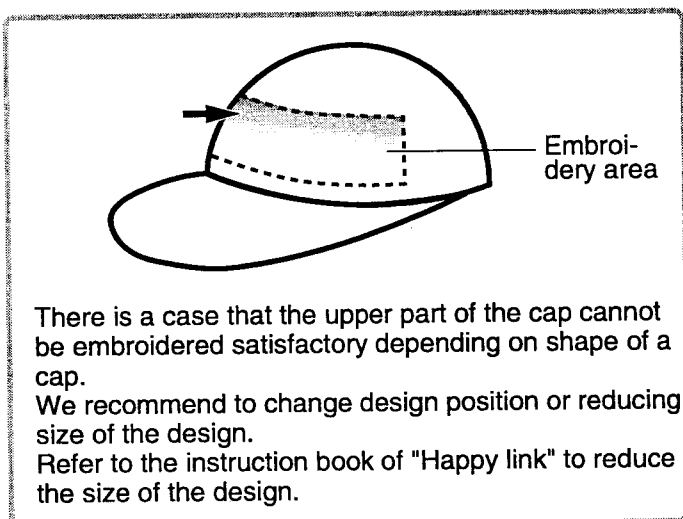 Embroi-
dery area
There is a case that the upper part of the cap cannot
be embroidered satisfactory depending on shape of a
cap.
We recommend to change design position or reducing
size of the design.
Refer to the instruction book of "Happy link" to reduce
the size of the design.